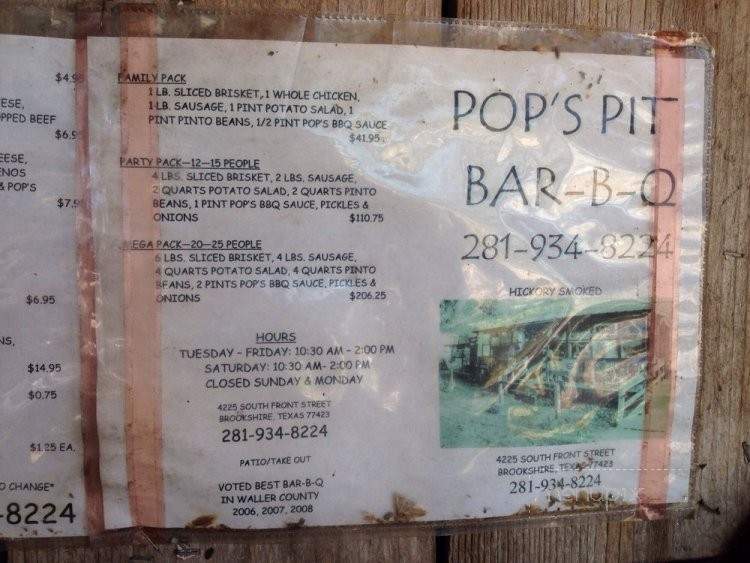 $4.9
ESE,
PPED BEEF
$6.9
EESE,
ENOS
& POP'S
$7.9
$6.95
NS,
$14.95
$0.75
$1.25 EA.
O CHANGE*
-8224
FAMILY PACK
1 LB. SLICED BRISKET, 1 WHOLE CHICKEN,
1 LB. SAUSAGE, 1 PINT POTATO SALAD, 1
PINT PINTO BEANS, 1/2 PINT POP'S BBQ SAUCE
$41.95
PARTY PACK—12—15 PEOPLE
4 LBS. SLICED BRISKET, 2 LBS. SAUSAGE,
2 QUARTS POTATO SALAD, 2 QUARTS PINTO
BEANS, 1 PINT POP'S BBQ SAUCE, PICKLES &
ONIONS $110.75
MEGA PACK—20—25 PEOPLE
6 LBS. SLICED BRISKET, 4 LBS. SAUSAGE,
4 QUARTS POTATO SALAD, 4 QUARTS PINTO
BEANS, 2 PINTS POP'S BBQ SAUCE, PICKLES &
ONIONS $206.25
HOURS
TUESDAY - FRIDAY: 10:30 AM - 2:00 PM
SATURDAY: 10:30 AM- 2:00 PM
CLOSED SUNDAY & MONDAY
4225 SOUTH FRONT STREET
BROOKSHIRE, TEXAS 77423
281-934-8224
PATIO/TAKE OUT
VOTED BEST BAR-B-Q
IN WALLER COUNTY
2006, 2007, 2008
POP'S PIT
BAR-B-Q
281-934-8224
HICKORY SMOKED
4225 SOUTH FRONT STREET
BROOKSHIRE, TEXAS 77423
281-934-8224